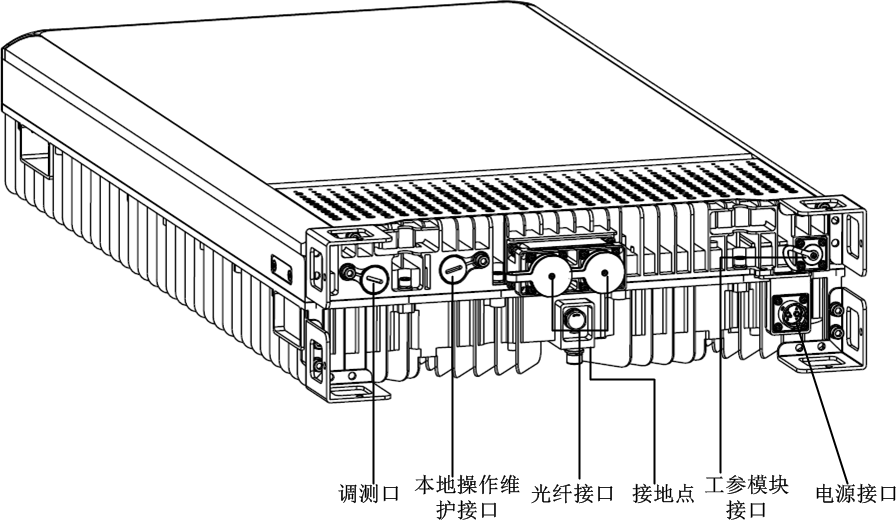 调测口
本地操作维
护接口
光纤接口
接地点
工参模块
接口
电源接口